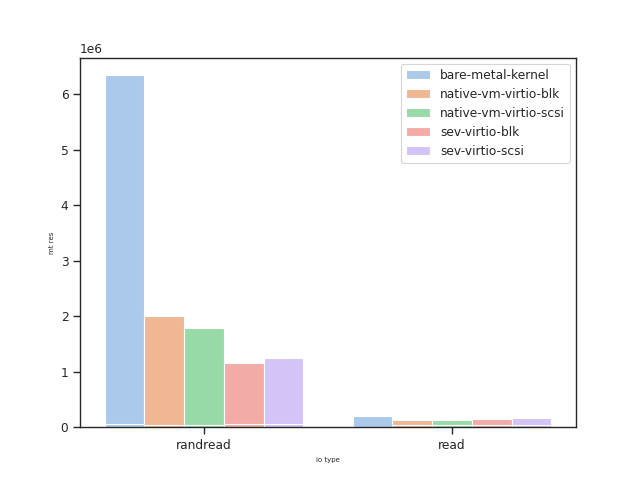 1e6
6
5
4
3
2
1
0
mt res
randread
read
io type
bare-metal-kernel
native-vm-virtio-blk
native-vm-virtio-scsi
sev-virtio-blk
sev-virtio-scsi